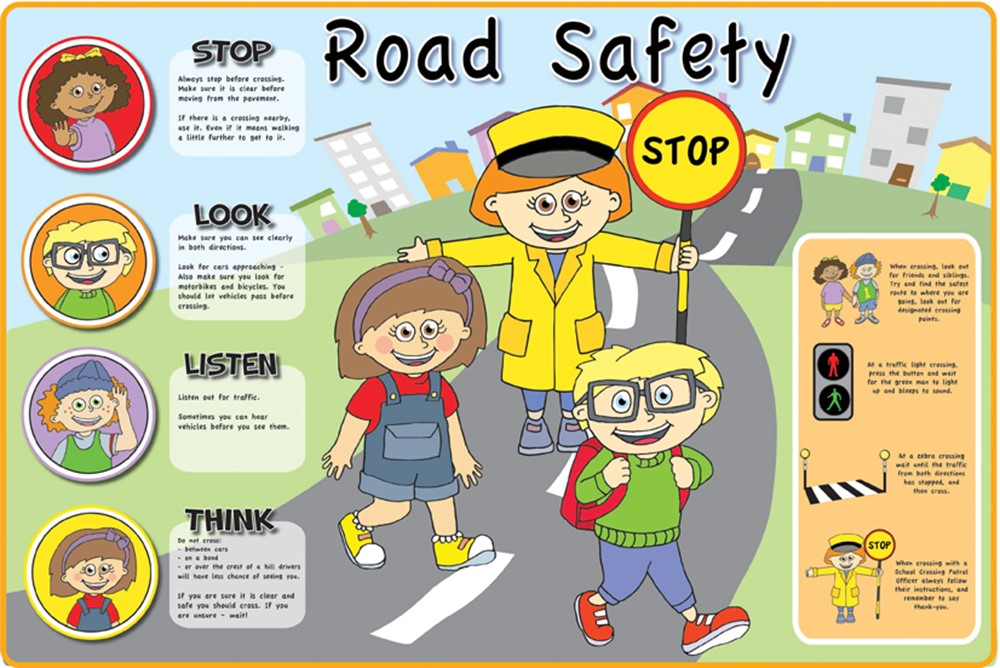 Road Safety
STOP
Always stop before crossing.
Make sure it is clear before
moving from the pavement.
If there is a crossing nearby,
use it. Even if it means walking
a little further to get to it.
LOOK
Make sure you can see clearly
in both directions.
Look for cars approaching -
Also make sure you look for
motorbikes and bicycles. You
should let vehicles pass before
crossing.
LISTEN
Listen out for traffic.
Sometimes you can hear
vehicles before you see them.
THINK
Do not cross:
- between cars
- on a bend
- or over the crest of a hill drivers
will have less chance of seeing you.
If you are sure it is clear and
safe you should cross. If you
are unsure - wait!
STOP
When crossing, look out
for friends and siblings.
Try and find the safest
route to where you are
going, look out for
designated crossing
points.
1
At a traffic light crossing,
press the button and wait
for the green man to light
up and bleeps to sound.
At a zebra crossing
wait until the traffic
from both directions
has stopped, and
then cross.
STOP
When crossing with a
School Crossing Patrol
Officer always follow
their instructions, and
remember to say
thank-you.